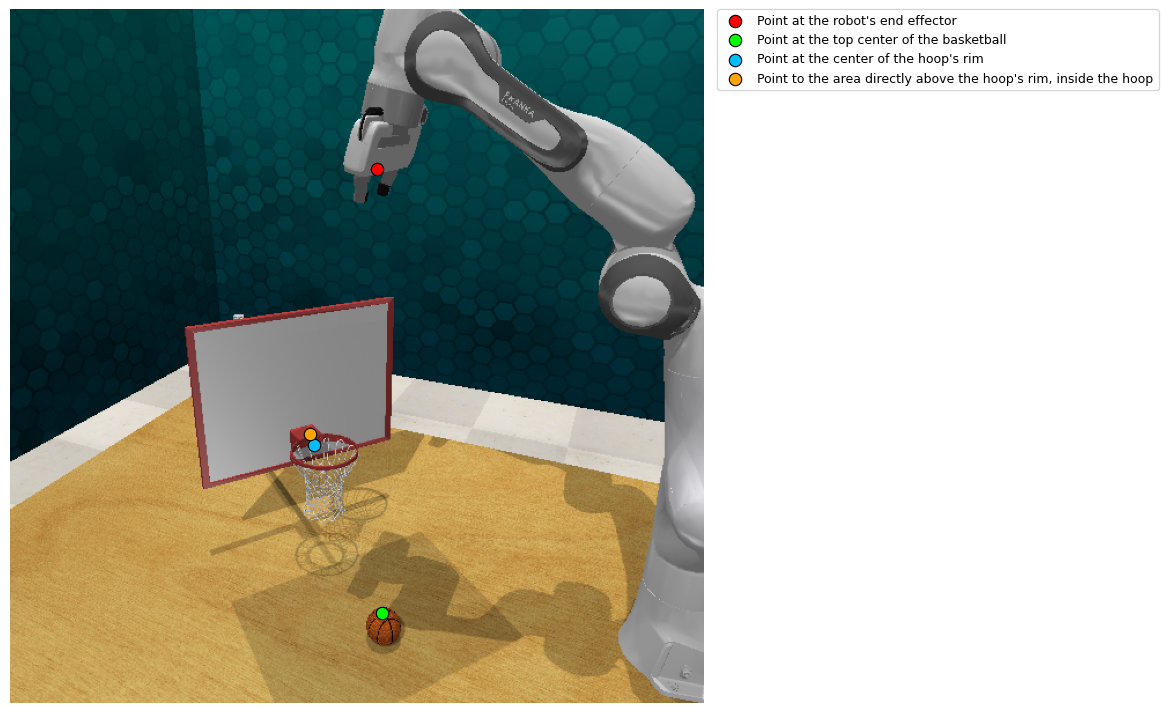 Point at the robot's end effector
Point at the top center of the basketball
Point at the center of the hoop's rim
Point to the area directly above the hoop's rim, inside the hoop
FRANKA